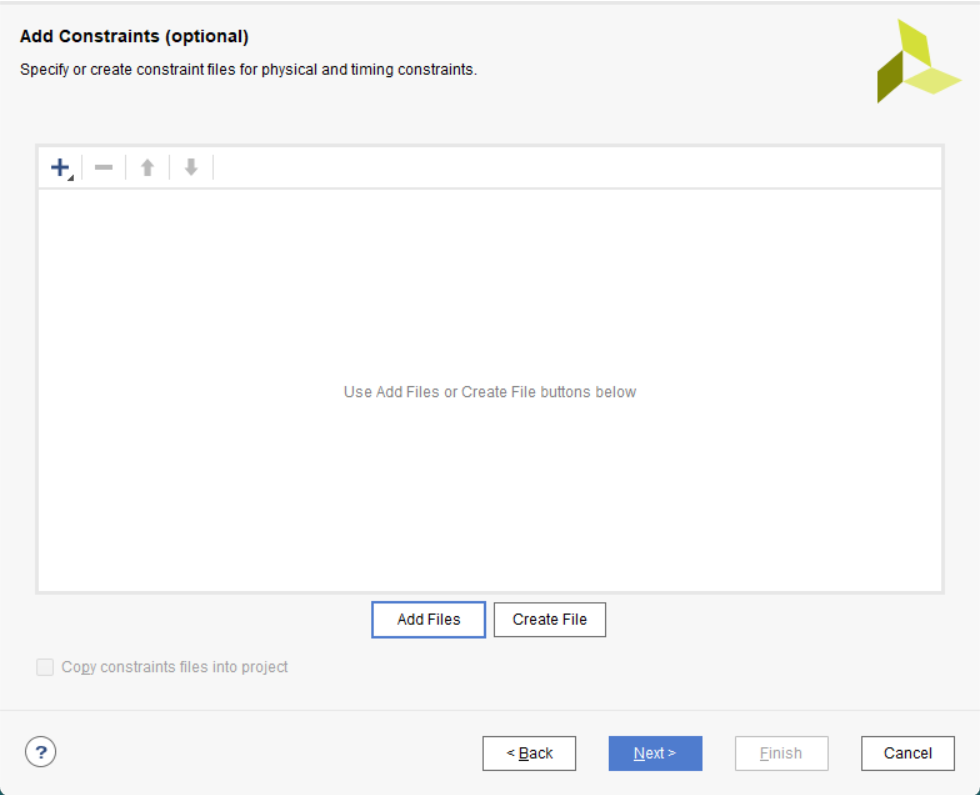 Add Constraints (optional)
Specify or create constraint files for physical and timing constraints.
Use Add Files or Create File buttons below
Add Files
Create File
Copy constraints files into project
?
< Back
Next >
Finish
Cancel